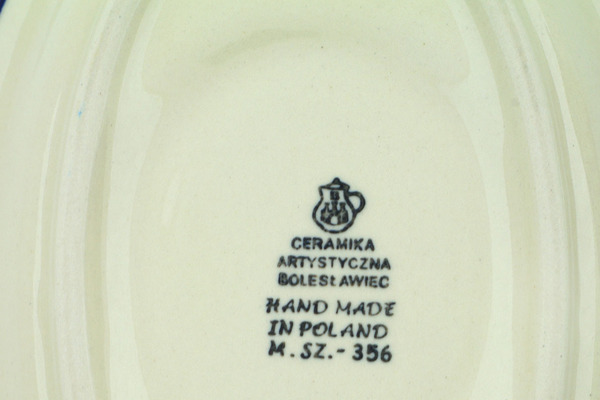 CERAMIKA
ARTYSTYCZNA
BOLESŁAWIEC
HAND MADE
IN POLAND
M. SZ.- 356